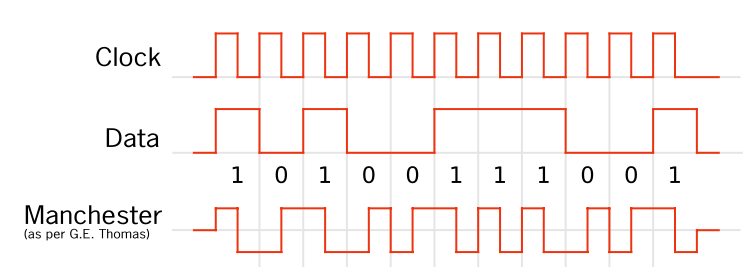 Clock
Data
1 0 1 0 0 1 1 1 0 0 1
Manchester
(as per G.E. Thomas)